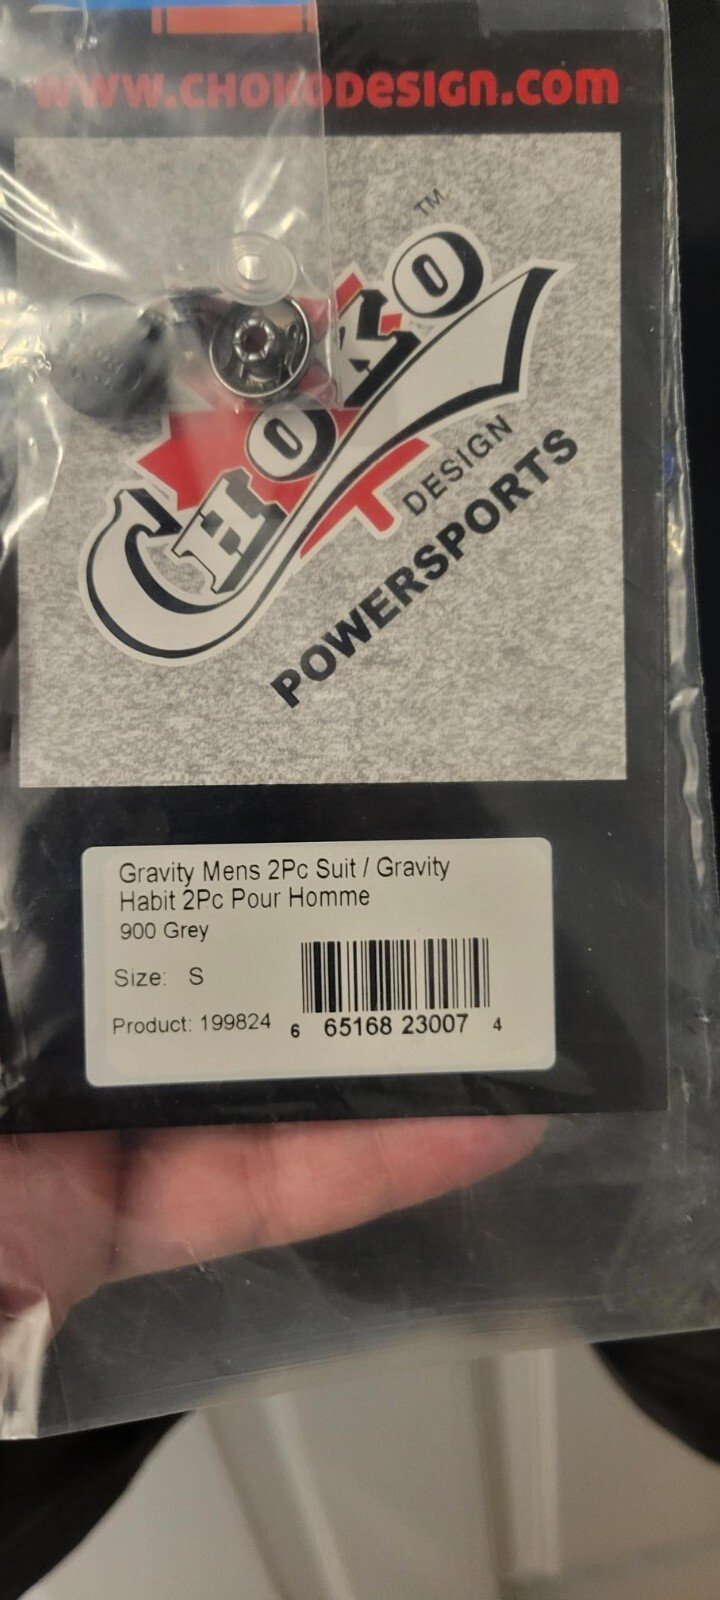 www.CHOKODESIGN.com
TM
CHOKO
DESIGN
POWERSPORTS
Gravity Mens 2Pc Suit / Gravity
Habit 2Pc Pour Homme
900 Grey
Size: S
Product: 199824
6 65168 23007 4